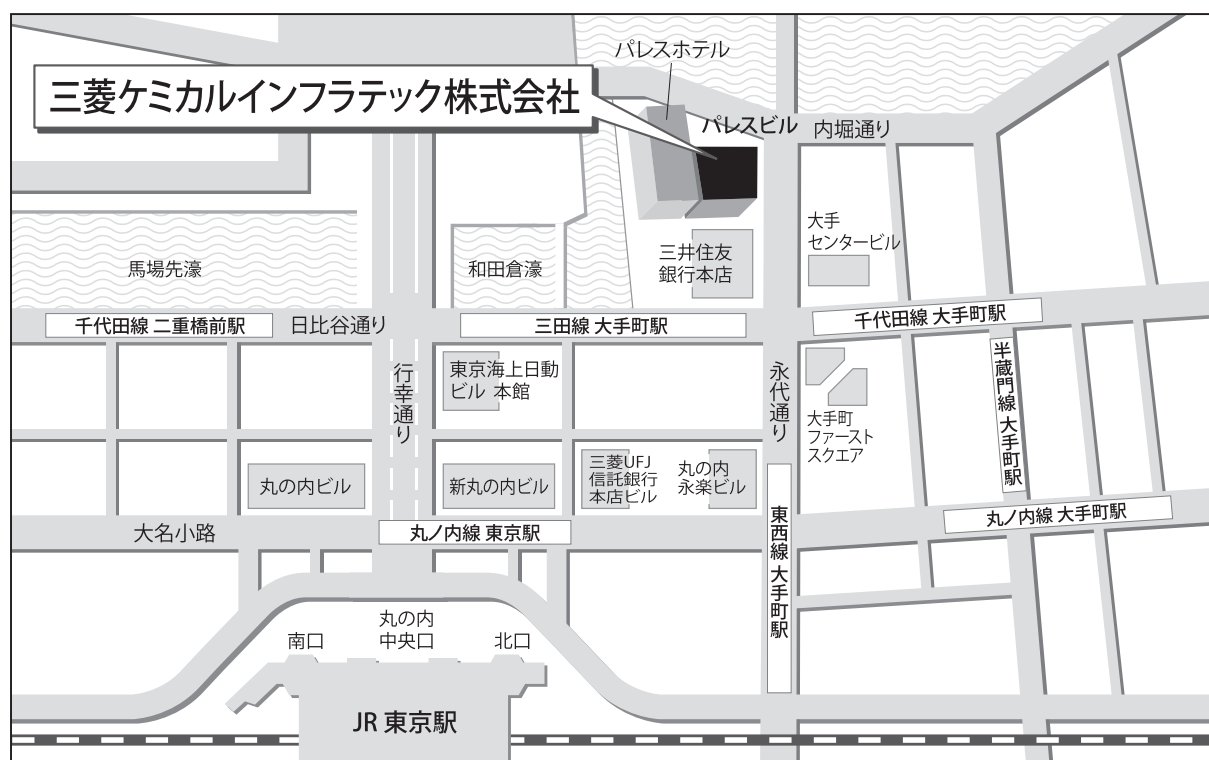 パレスホテル
三菱ケミカルインフラテック株式会社
パレスビル
内堀通り
大手
センタービル
三井住友
銀行本店
馬場先濠
和田倉濠
千代田線 二重橋前駅
日比谷通り
三田線 大手町駅
千代田線 大手町駅
東京海上日動
ビル 本館
行幸通り
永代通り
半蔵門線 大手町駅
大手町
ファースト
スクエア
丸の内ビル
新丸の内ビル
三菱UFJ
信託銀行
本店ビル
丸の内
永楽ビル
大名小路
丸ノ内線 東京駅
東西線 大手町駅
丸ノ内線 大手町駅
南口
丸の内
中央口
北口
JR 東京駅